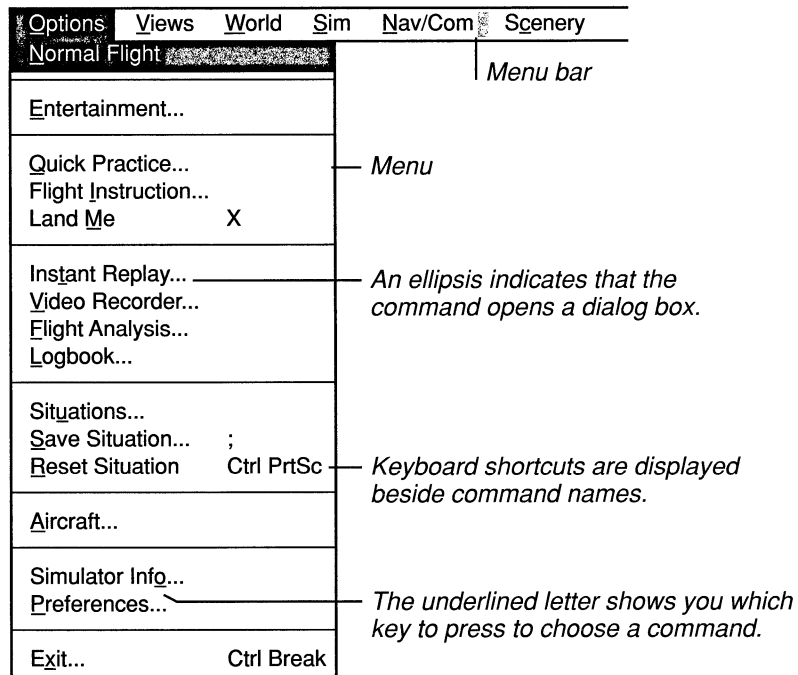 Options Views World Sim Nav/Com Scenery
Normal Flight
Menu bar
Entertainment...
Quick Practice...
Menu
Flight Instruction...
Land Me X
Instant Replay...
An ellipsis indicates that the
command opens a dialog box.
Video Recorder...
Flight Analysis...
Logbook...
Situations...
Save Situation... ;
Reset Situation Ctrl PrtSc
Keyboard shortcuts are displayed
beside command names.
Aircraft...
Simulator Info...
Preferences...
The underlined letter shows you which
key to press to choose a command.
Exit... Ctrl Break